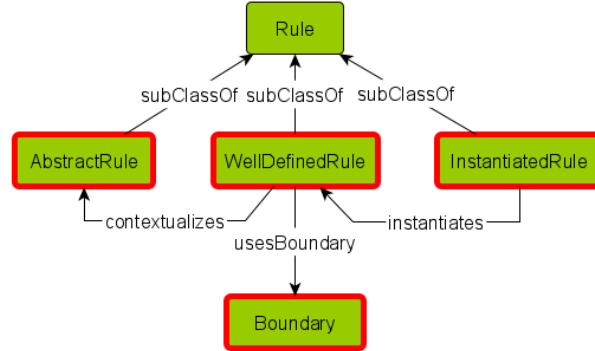 Rule
subClassOf subClassOf subClassOf
AbstractRule WellDefinedRule InstantiatedRule
contextualizes instantiates
usesBoundary
Boundary